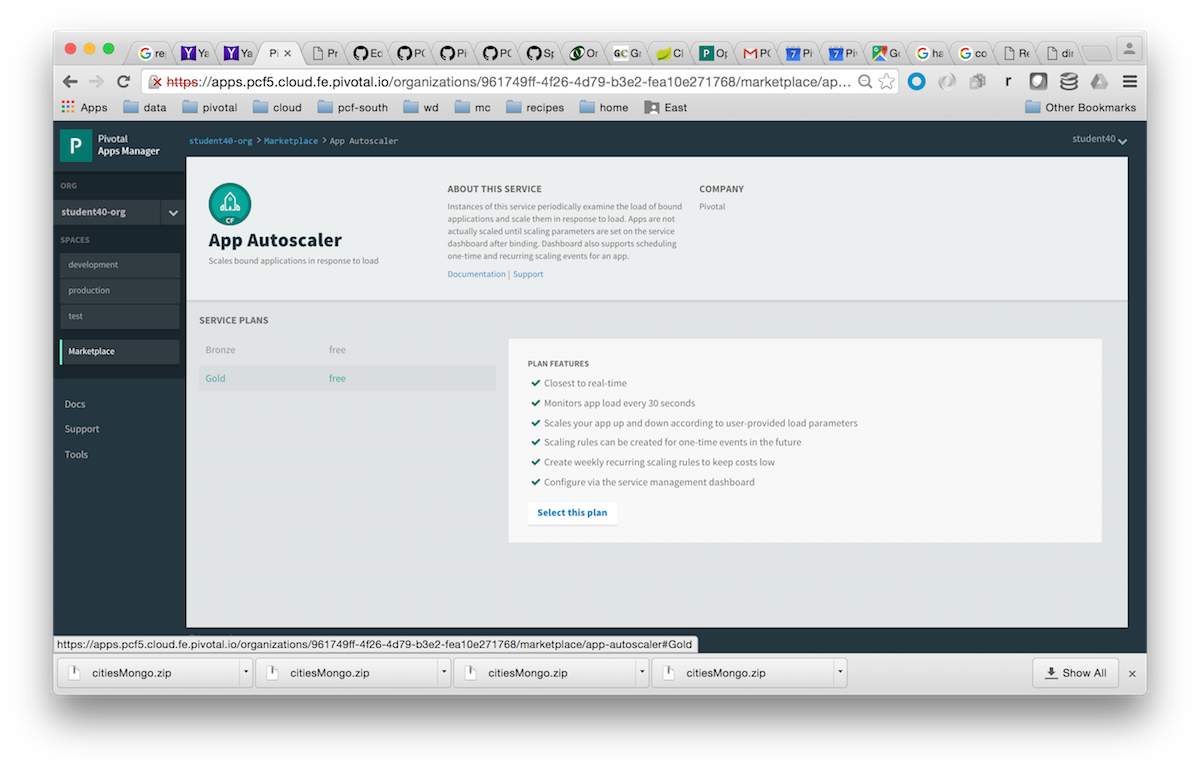 re
Ya
Ya
Pi
Pr
Ec
PC
Pi
PC
Sp
Or
GC Gr
Cl
P Op
PC
7 Pi
7 Piv
Go
ha
co
Re
dir
https://apps.pcf5.cloud.fe.pivotal.io/organizations/961749ff-4f26-4d79-b3e2-fea10e271768/marketplace/ap...
r
Apps data pivotal cloud pcf-south wd mc recipes home East Other Bookmarks
P
Pivotal
Apps Manager
student40-org > Marketplace > App Autoscaler
student40
ORG
student40-org
SPACES
development
production
test
Marketplace
Docs
Support
Tools
CF
App Autoscaler
Scales bound applications in response to load
ABOUT THIS SERVICE
Instances of this service periodically examine the load of bound
applications and scale them in response to load. Apps are not
actually scaled until scaling parameters are set on the service
dashboard after binding. Dashboard also supports scheduling
one-time and recurring scaling events for an app.
Documentation | Support
COMPANY
Pivotal
SERVICE PLANS
Bronze free
Gold free
PLAN FEATURES
Closest to real-time
Monitors app load every 30 seconds
Scales your app up and down according to user-provided load parameters
Scaling rules can be created for one-time events in the future
Create weekly recurring scaling rules to keep costs low
Configure via the service management dashboard
Select this plan
https://apps.pcf5.cloud.fe.pivotal.io/organizations/961749ff-4f26-4d79-b3e2-fea10e271768/marketplace/app-autoscaler#Gold
citiesMongo.zip
citiesMongo.zip
citiesMongo.zip
citiesMongo.zip
Show All